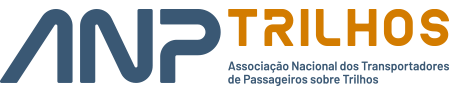 ANP TRILHOS
Associação Nacional dos Transportadores
de Passageiros sobre Trilhos